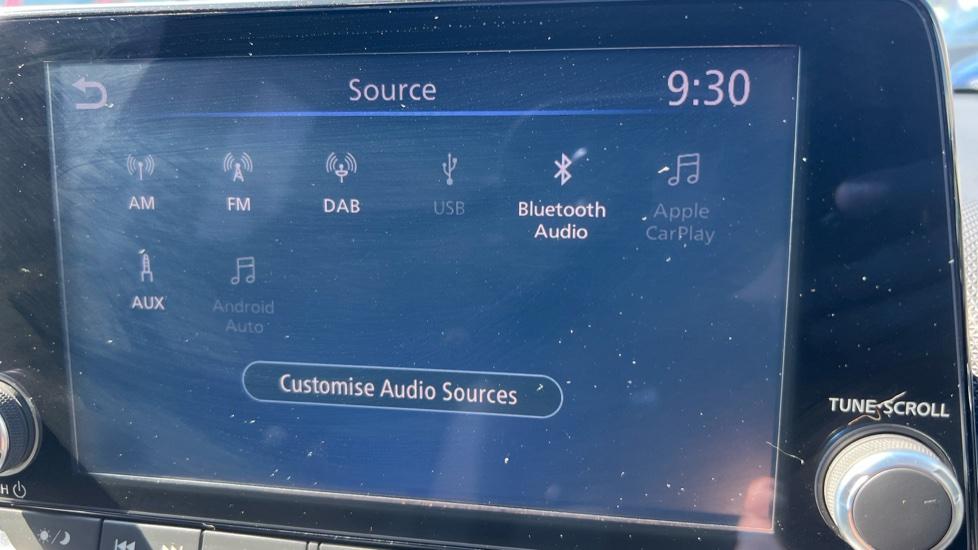 Source
9:30
AM
FM
DAB
USB
Bluetooth
Audio
Apple
CarPlay
AUX
Android
Auto
Customise Audio Sources
TUNE·SCROLL